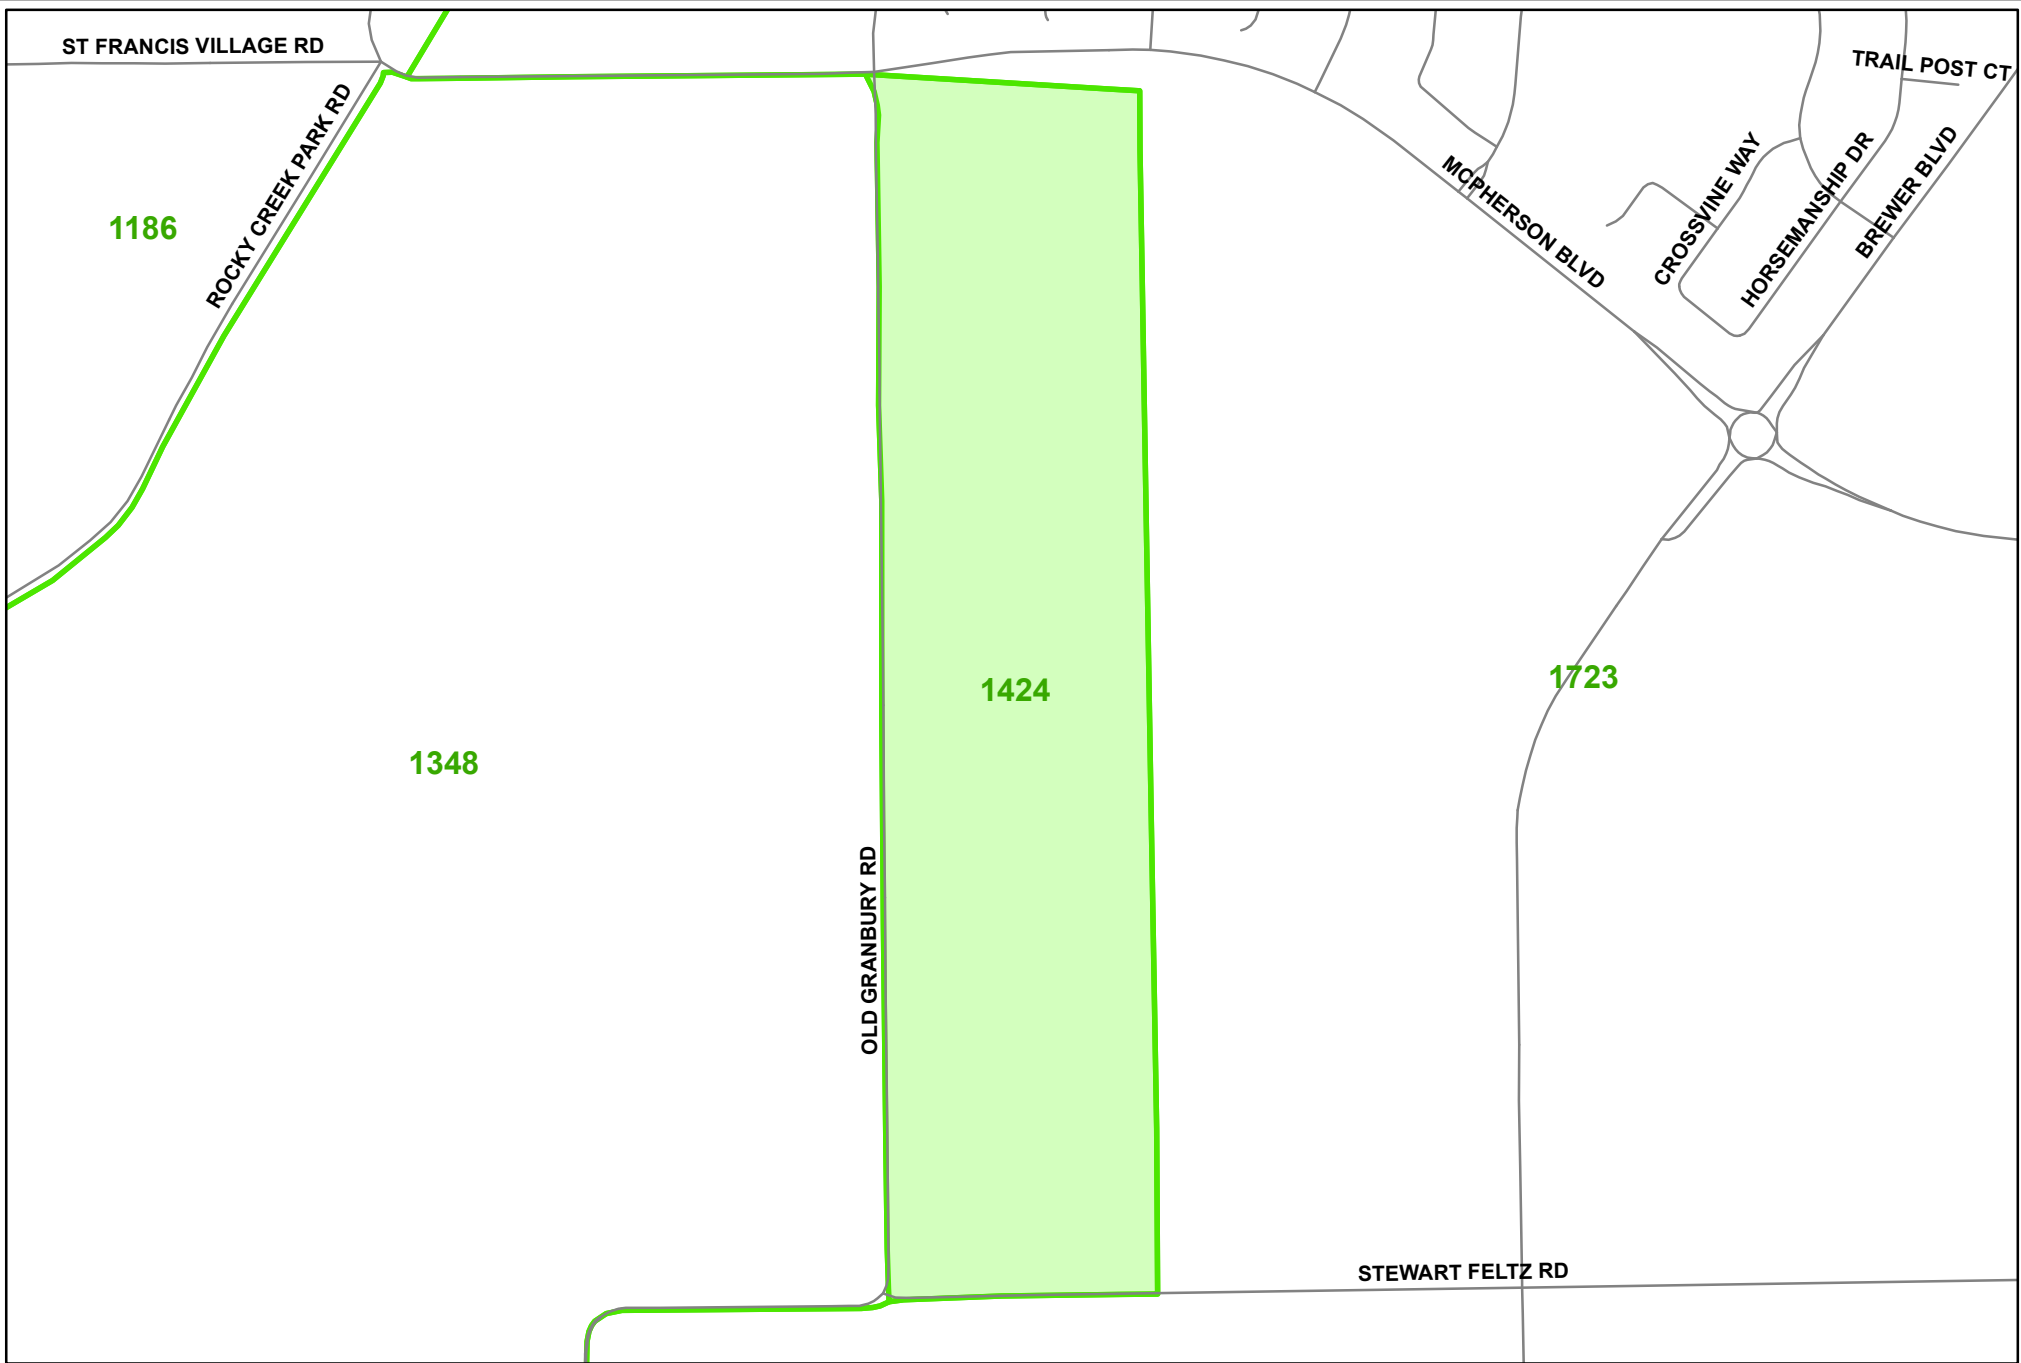 ST FRANCIS VILLAGE RD
TRAIL POST CT
ROCKY CREEK PARK RD
MCPHERSON BLVD
CROSSVINE WAY
HORSEMANSHIP DR
BREWER BLVD
1186
1424
1723
1348
OLD GRANBURY RD
STEWART FELTZ RD